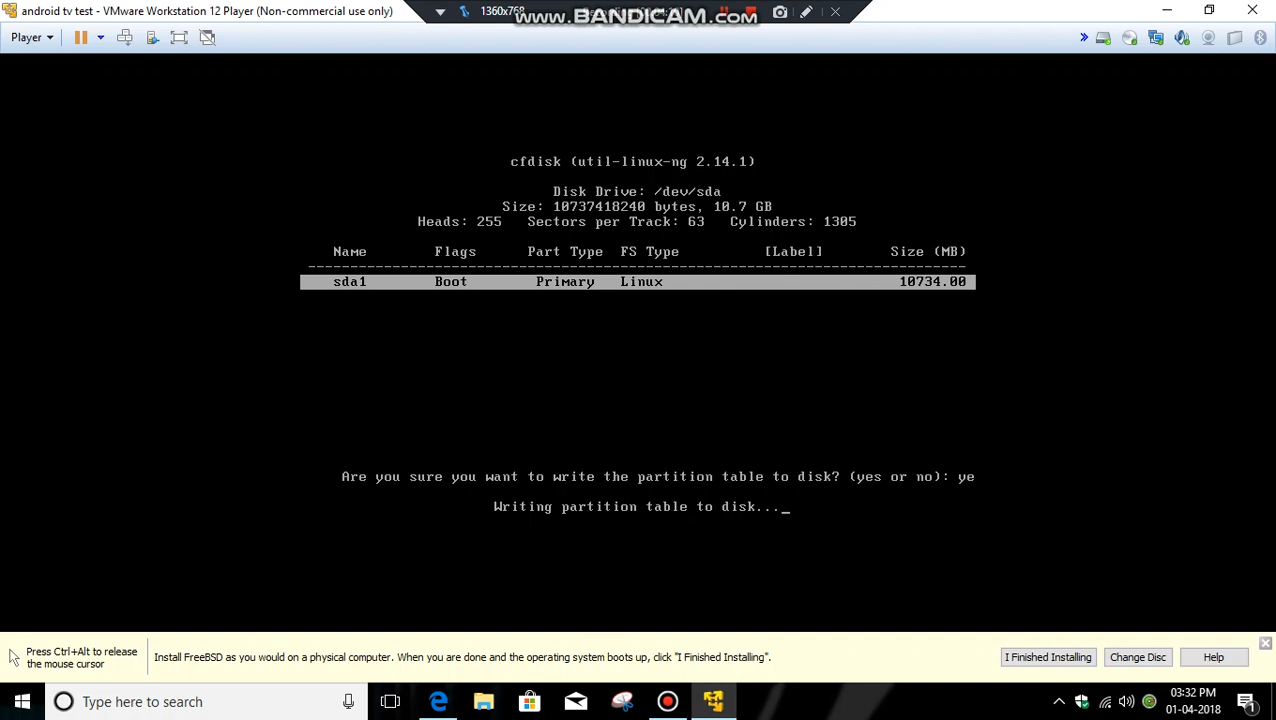 android tv test - VMware Workstation 12 Player (Non-commercial use only)
1360x768
www.BANDICAM.com
Player
cfdisk (util-linux-ng 2.14.1)
Disk Drive: /dev/sda
Size: 10737418240 bytes, 10.7 GB
Heads: 255 Sectors per Track: 63 Cylinders: 1305
Name Flags Part Type FS Type [Label] Size (MB)
sda1 Boot Primary Linux 10734.00
Are you sure you want to write the partition table to disk? (yes or no): ye
Writing partition table to disk..._
Press Ctrl+Alt to release
the mouse cursor
Install FreeBSD as you would on a physical computer. When you are done and the operating system boots up, click "I Finished Installing".
I Finished Installing
Change Disc
Help
Type here to search
03:32 PM
01-04-2018
1